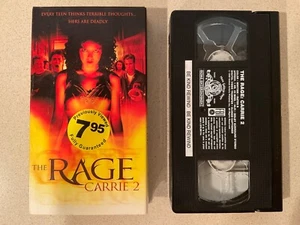 EVERY TEEN THINKS TERRIBLE THOUGHTS...
HERS ARE DEADLY
Previously Viewed
7.95
Fully Guaranteed
THE RAGE
CARRIE 2
BE KIND REWIND · BE KIND REWIND
THE RAGE: CARRIE 2